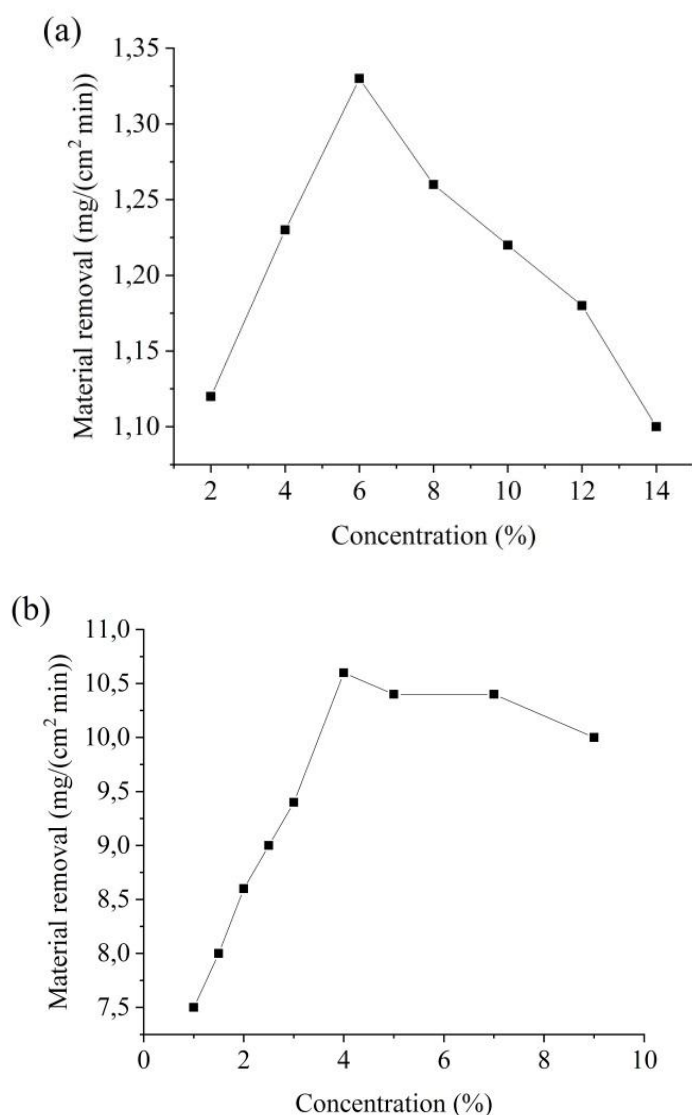 (a)
Material removal (mg/(cm² min))
1,35
1,30
1,25
1,20
1,15
1,10
2 4 6 8 10 12 14
Concentration (%)
(b)
Material removal (mg/(cm² min))
11,0
10,5
10,0
9,5
9,0
8,5
8,0
7,5
0 2 4 6 8 10
Concentration (%)